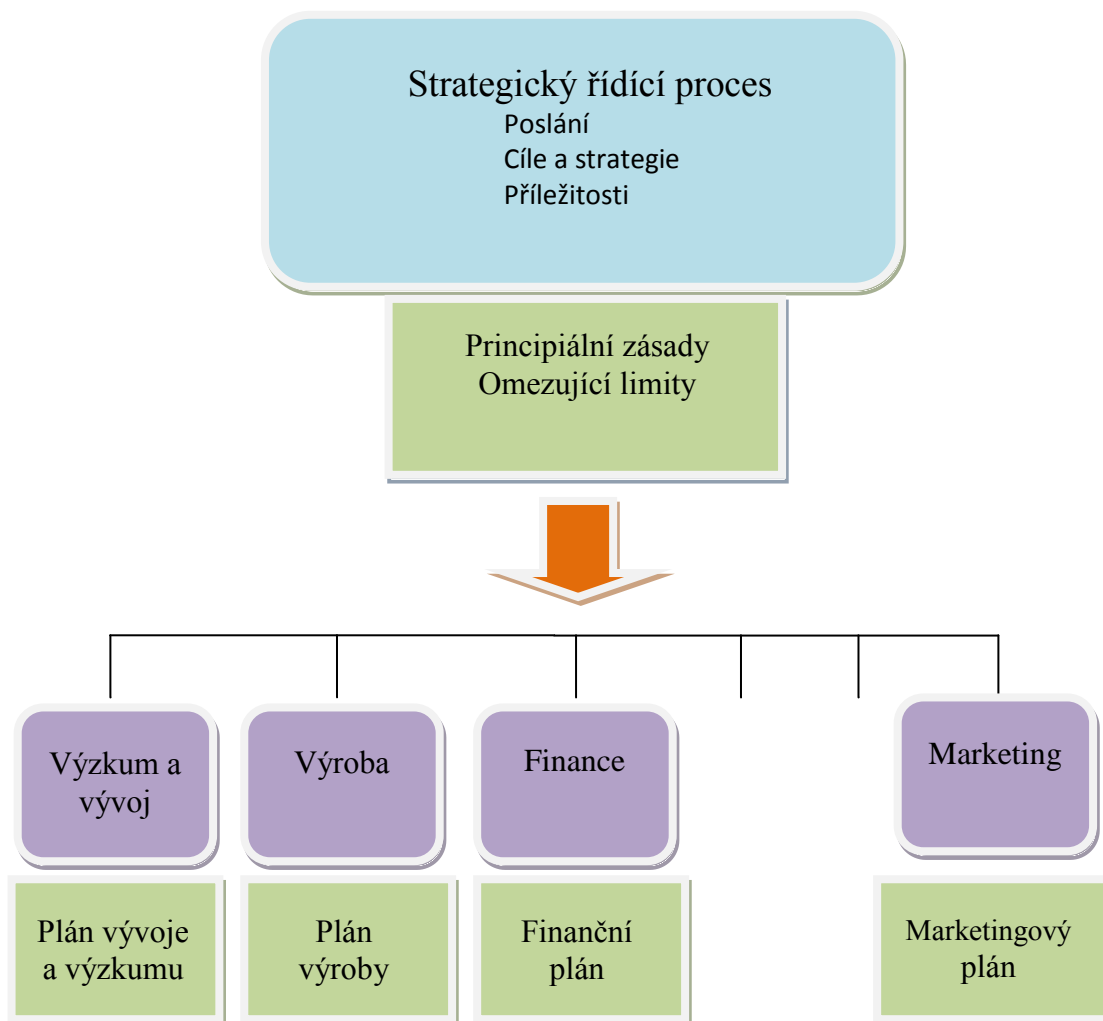 Strategický řídící proces
Poslání
Cíle a strategie
Příležitosti
Principiální zásady
Omezující limity
Výzkum a
vývoj
Výroba
Finance
Marketing
Plán vývoje
a výzkumu
Plán
výroby
Finanční
plán
Marketingový
plán